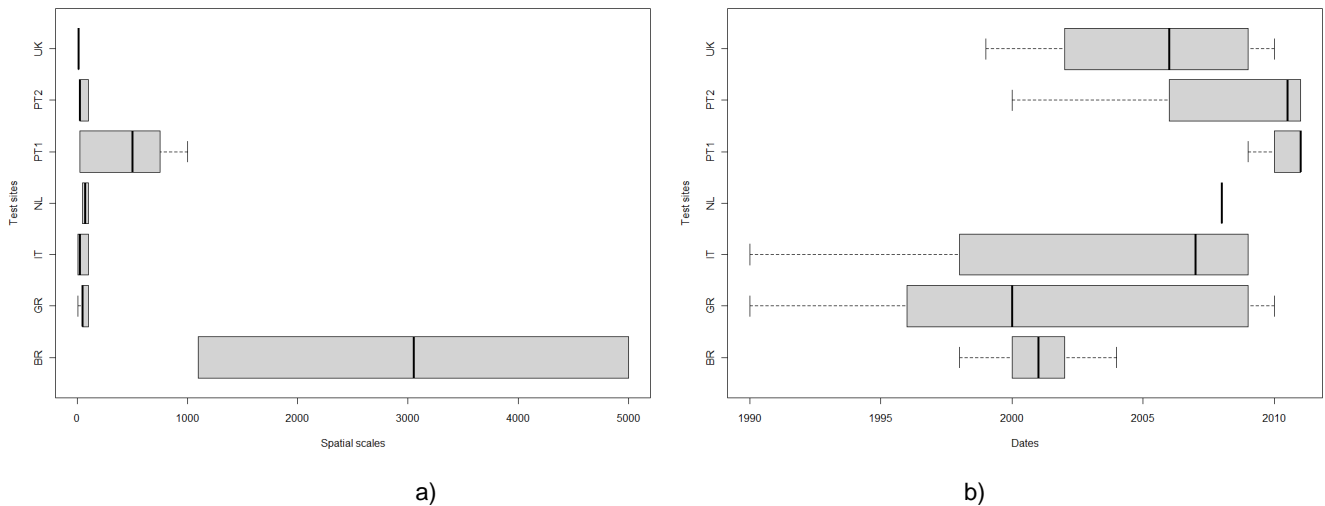 UK
PT2
PT1
NL
IT
GR
BR
Test sites
0 1000 2000 3000 4000 5000
Spatial scales
a)
UK
PT2
PT1
NL
IT
GR
BR
Test sites
1990 1995 2000 2005 2010
Dates
b)